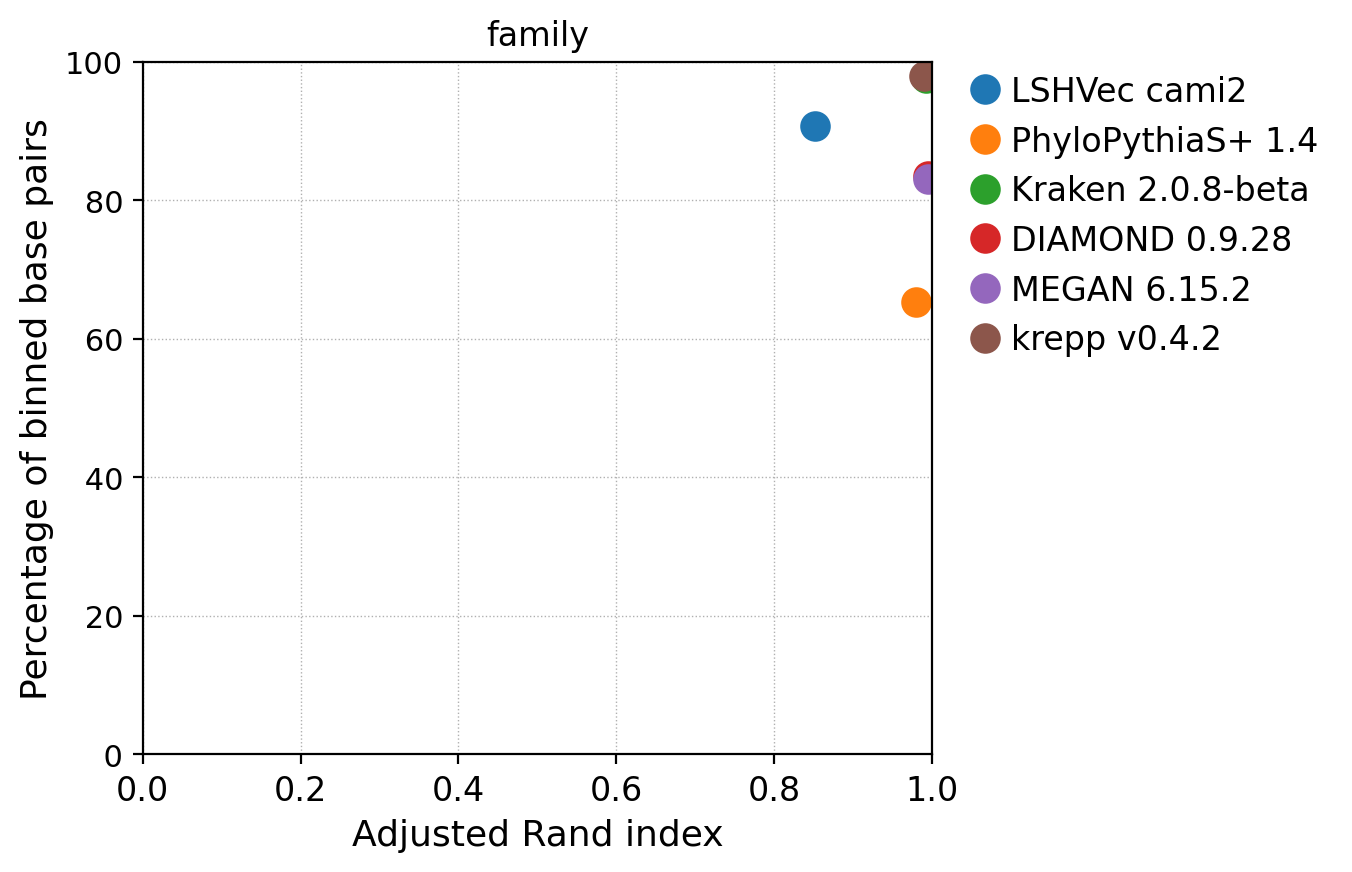 family
Percentage of binned base pairs
100
80
60
40
20
0
0.0 0.2 0.4 0.6 0.8 1.0
Adjusted Rand index
LSHVec cami2
PhyloPythiaS+ 1.4
Kraken 2.0.8-beta
DIAMOND 0.9.28
MEGAN 6.15.2
krepp v0.4.2